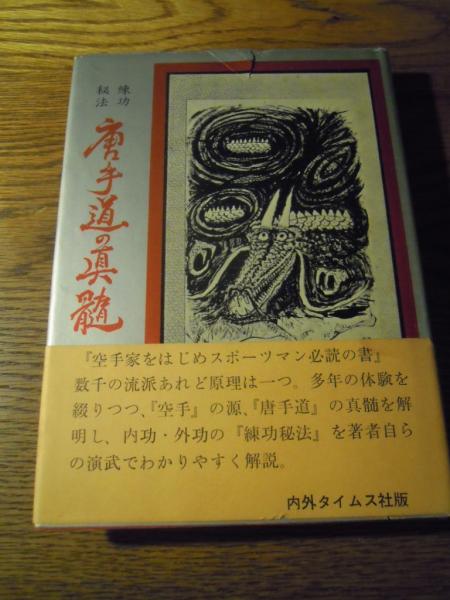 練功
秘法
唐手道の真髓
『空手家をはじめスポーツマン必読の書』
数千の流派あれど原理は一つ。多年の体験を
綴りつつ、『空手』の源、『唐手道』の真髄を解
明し、内功・外功の『練功秘法』を著者自ら
の演武でわかりやすく解説。
内外タイムス社版